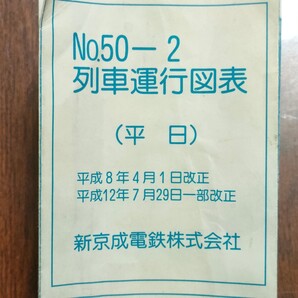 No.50－2
列車運行図表
（平 日）
平成8年4月1日改正
平成12年7月29日一部改正
新京成電鉄株式会社